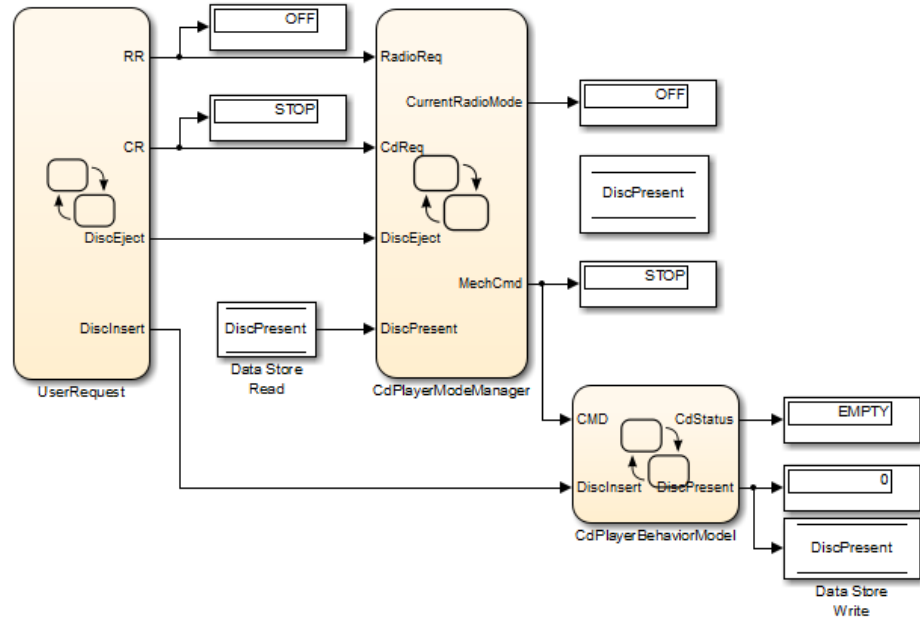 OFF
RR
RadioReq
CurrentRadioMode
OFF
STOP
CR
CdReq
DiscPresent
DiscEject
DiscEject
MechCmd
STOP
DiscInsert
DiscPresent
DiscPresent
Data Store
Read
UserRequest
CdPlayerModeManager
CMD
CdStatus
EMPTY
DiscInsert
DiscPresent
0
CdPlayerBehaviorModel
DiscPresent
Data Store
Write